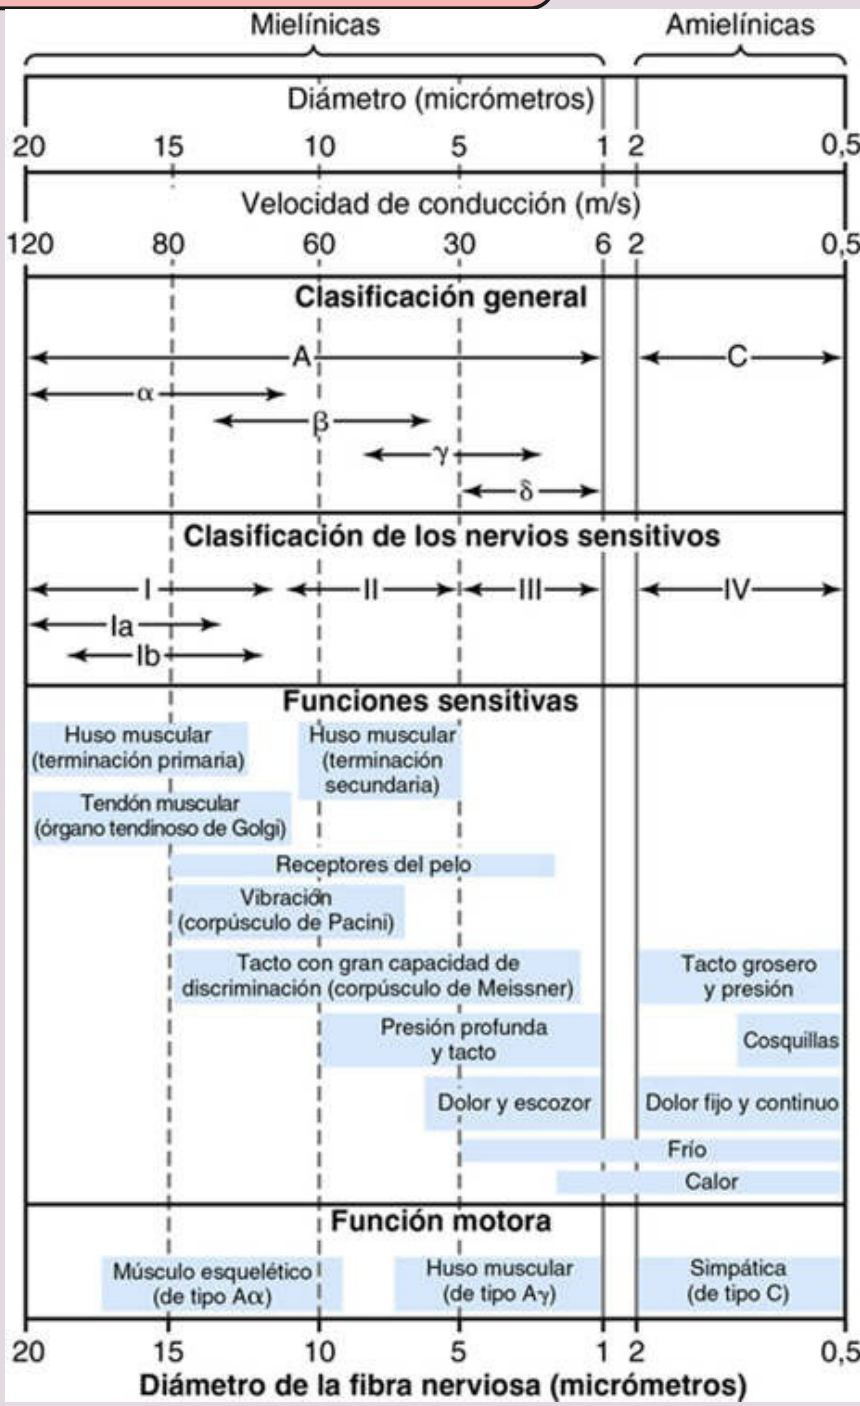 Mielínicas Amielínicas
Diámetro (micrómetros)
20 15 10 5 1 2 0,5
Velocidad de conducción (m/s)
120 80 60 30 6 2 0,5
Clasificación general
A C
α
β
γ
δ
Clasificación de los nervios sensitivos
I II III IV
Ia
Ib
Funciones sensitivas
Huso muscular
(terminación primaria)
Huso muscular
(terminación
secundaria)
Tendón muscular
(órgano tendinoso de Golgi)
Receptores del pelo
Vibración
(corpúsculo de Pacini)
Tacto con gran capacidad de
discriminación (corpúsculo de Meissner)
Tacto grosero
y presión
Presión profunda
y tacto
Cosquillas
Dolor y escozor
Dolor fijo y continuo
Frío
Calor
Función motora
Músculo esquelético
(de tipo Aα)
Huso muscular
(de tipo Aγ)
Simpática
(de tipo C)
20 15 10 5 1 2 0,5
Diámetro de la fibra nerviosa (micrómetros)